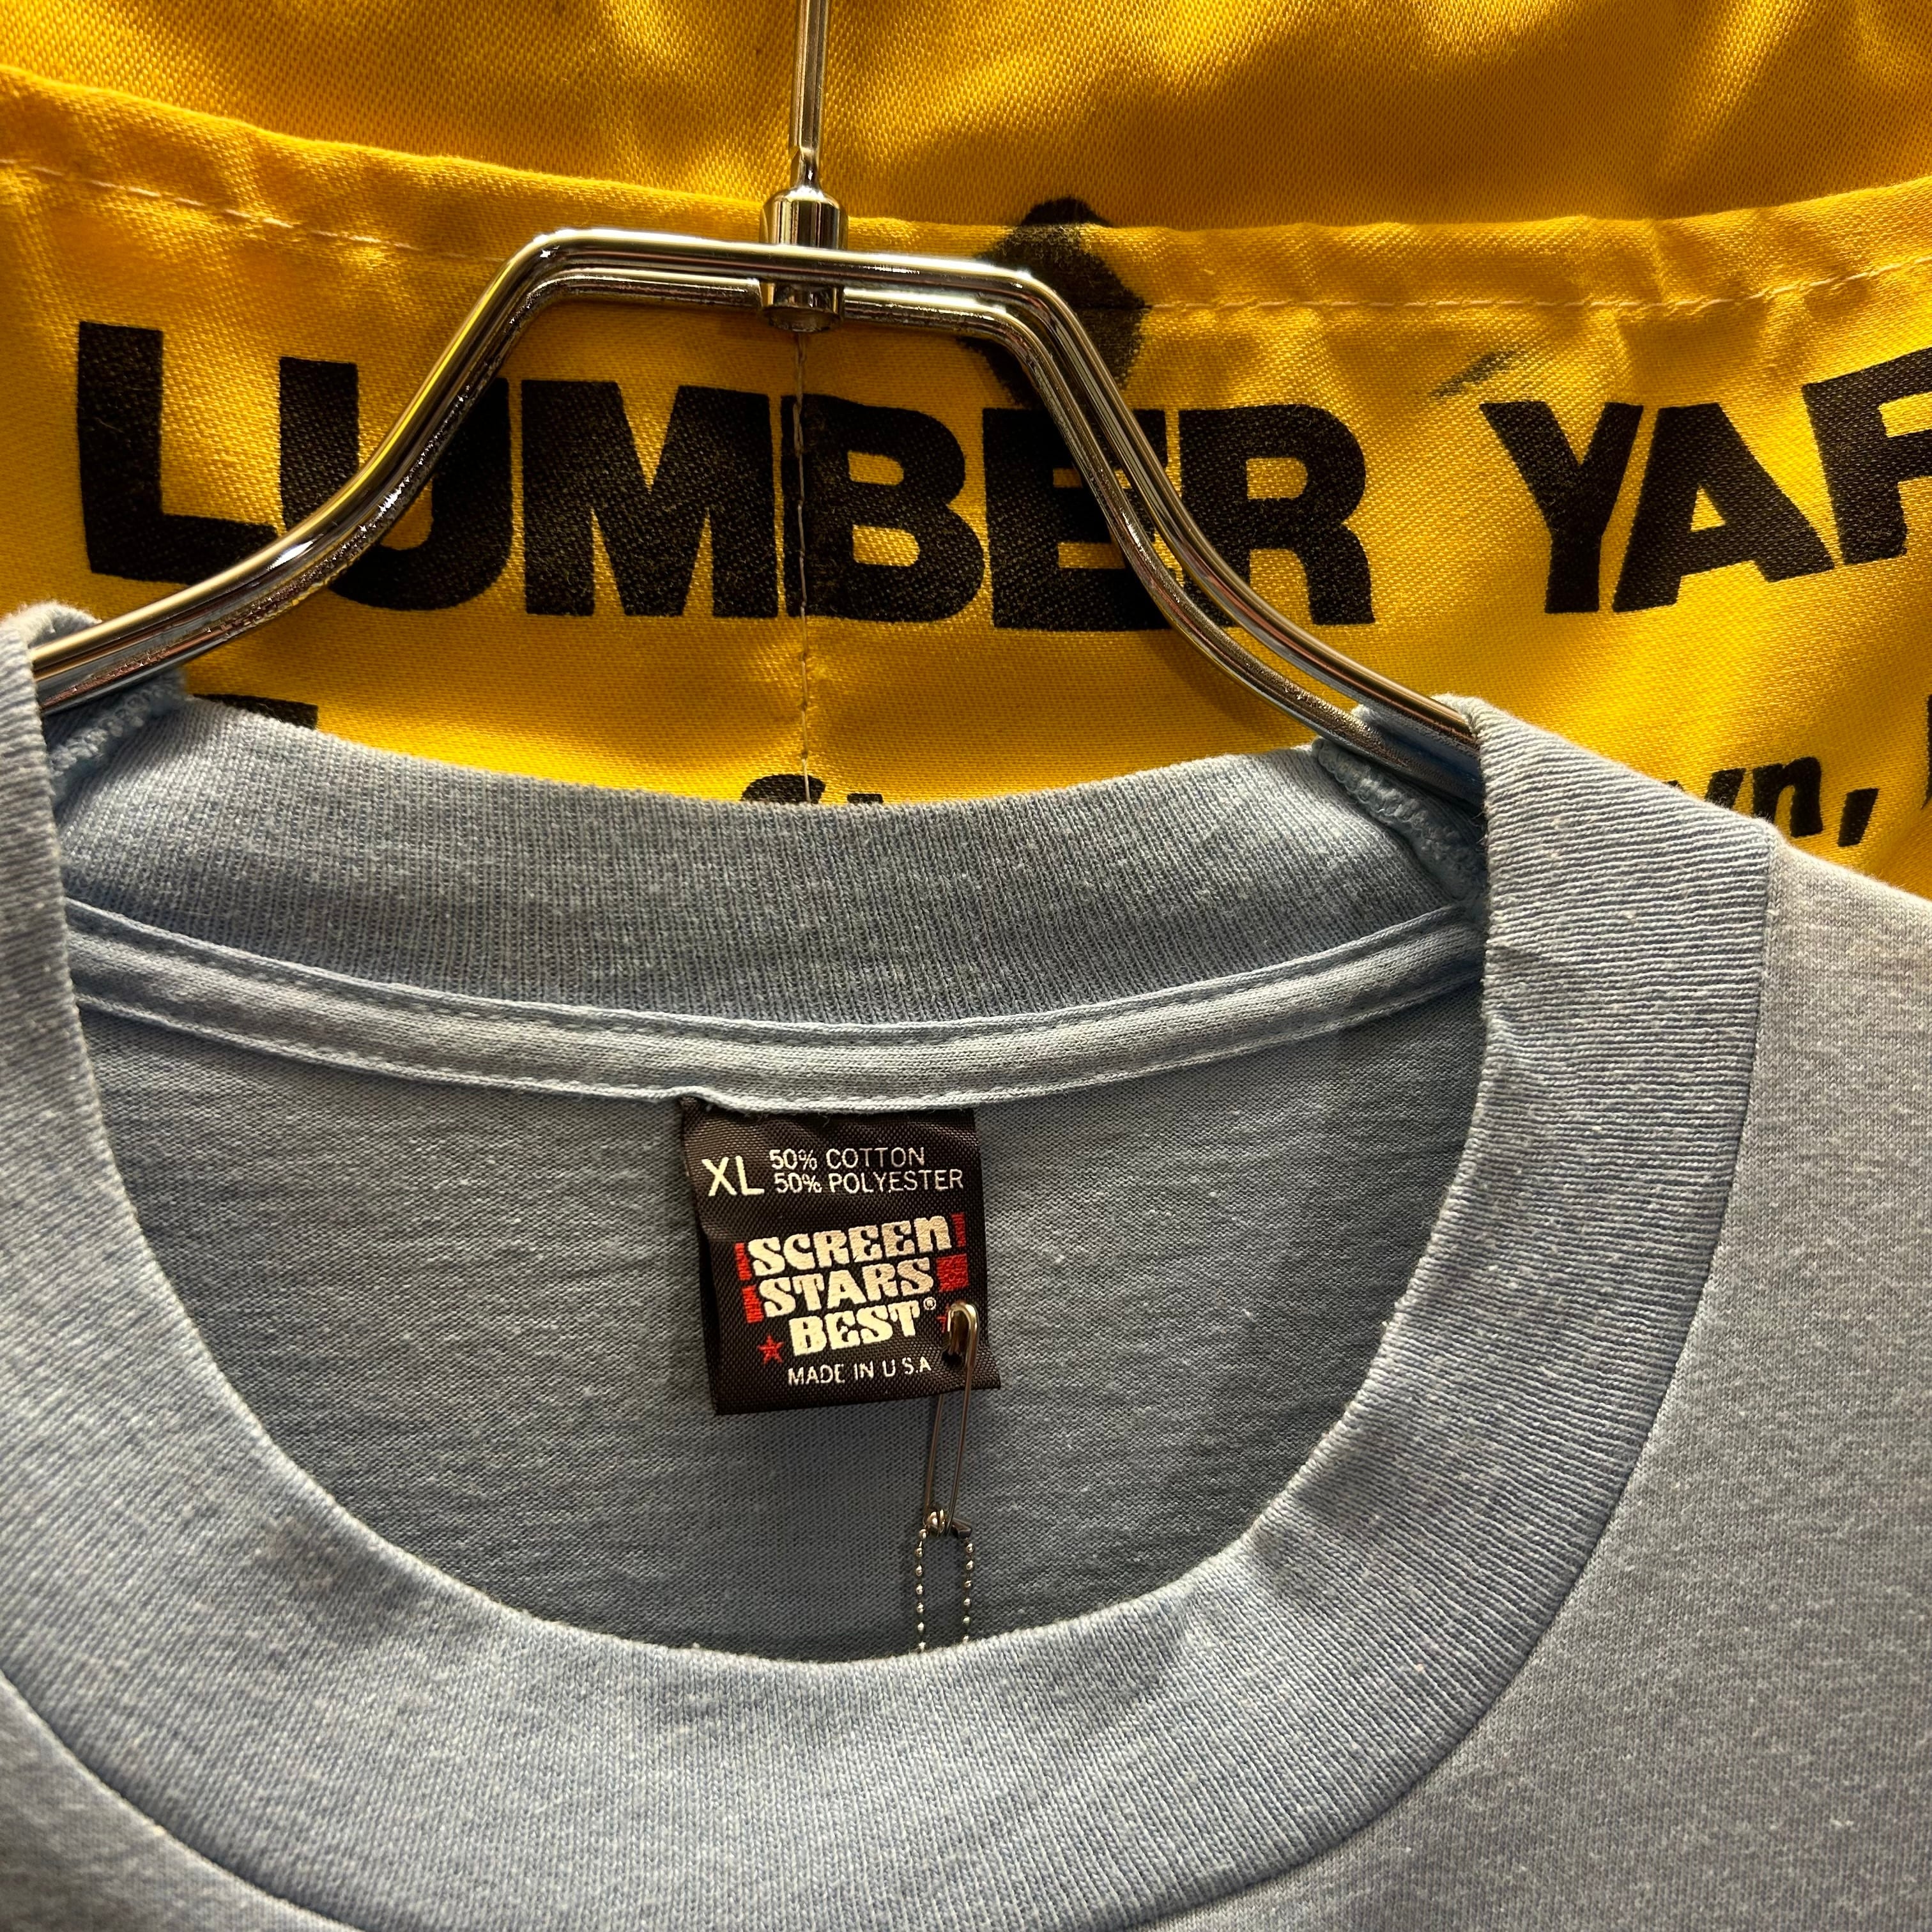 LUMBER YAR
XL 50% COTTON
50% POLYESTER
SCREEN
STARS
BEST®
MADE IN U.S.A